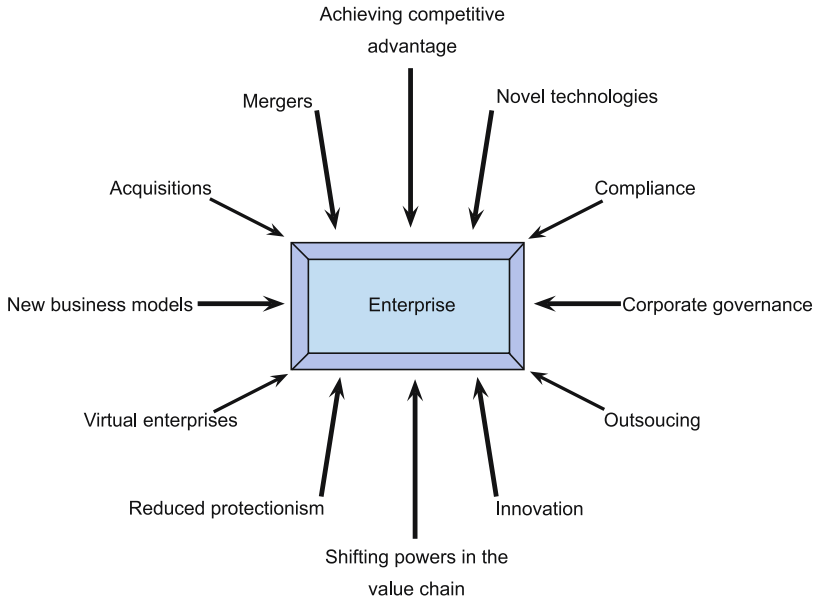 Achieving competitive
advantage
Mergers
Novel technologies
Acquisitions
Compliance
New business models
Enterprise
Corporate governance
Virtual enterprises
Outsoucing
Reduced protectionism
Innovation
Shifting powers in the
value chain